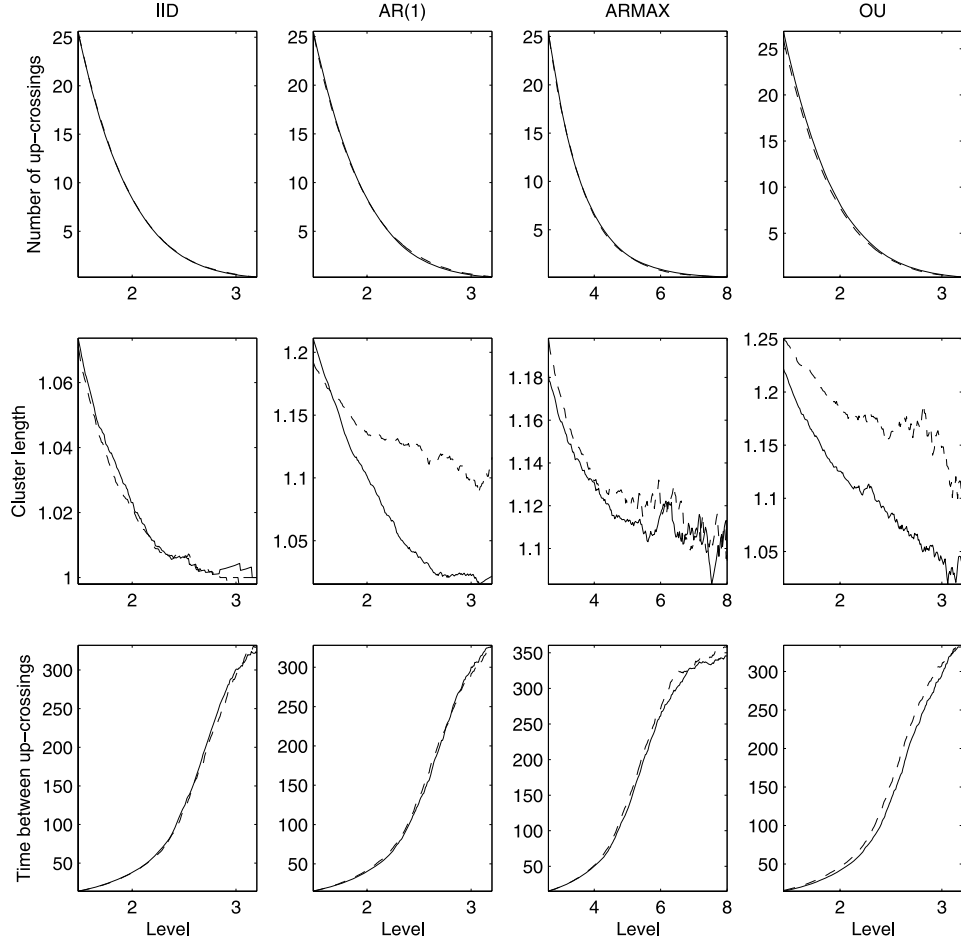 IID AR(1) ARMAX OU
Number of up-crossings
25 20 15 10 5
2 3
25 20 15 10 5
2 3
25 20 15 10 5
4 6 8
25 20 15 10 5
2 3
Cluster length
1.06 1.04 1.02 1
2 3
1.2 1.15 1.1 1.05
2 3
1.18 1.16 1.14 1.12 1.1
4 6 8
1.25 1.2 1.15 1.1 1.05
2 3
Time between up-crossings
300 250 200 150 100 50
2 3
Level
300 250 200 150 100 50
2 3
Level
350 300 250 200 150 100 50
4 6 8
Level
300 250 200 150 100 50
2 3
Level